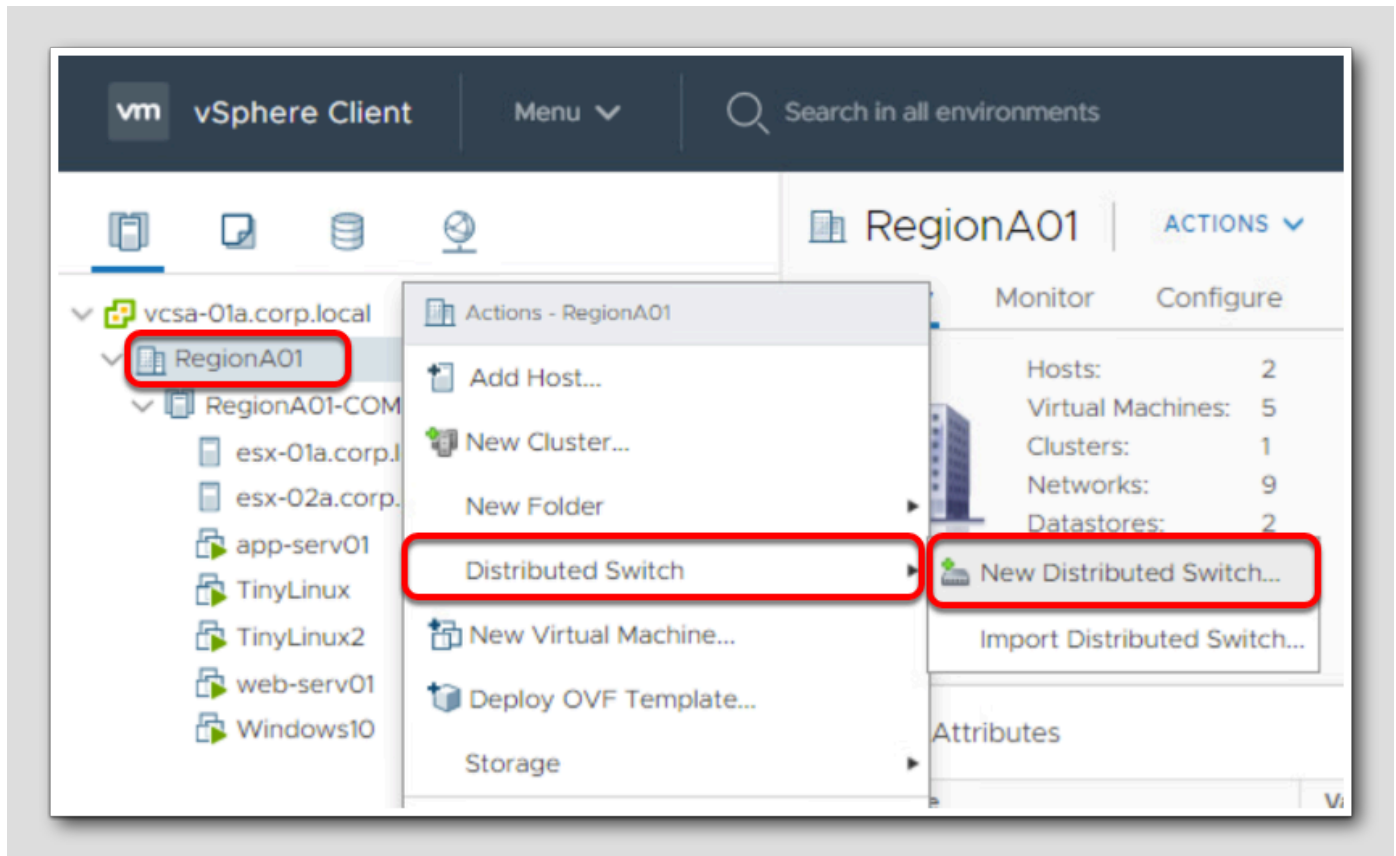 vm vSphere Client Menu Search in all environments
RegionA01 ACTIONS
Monitor Configure
vcsa-01a.corp.local
RegionA01
RegionA01-COM
esx-01a.corp.l
esx-02a.corp.
app-serv01
TinyLinux
TinyLinux2
web-serv01
Windows10
Actions - RegionA01
Add Host...
New Cluster...
New Folder
Distributed Switch
New Virtual Machine...
Deploy OVF Template...
Storage
Hosts: 2
Virtual Machines: 5
Clusters: 1
Networks: 9
Datastores: 2
New Distributed Switch...
Import Distributed Switch...
Attributes